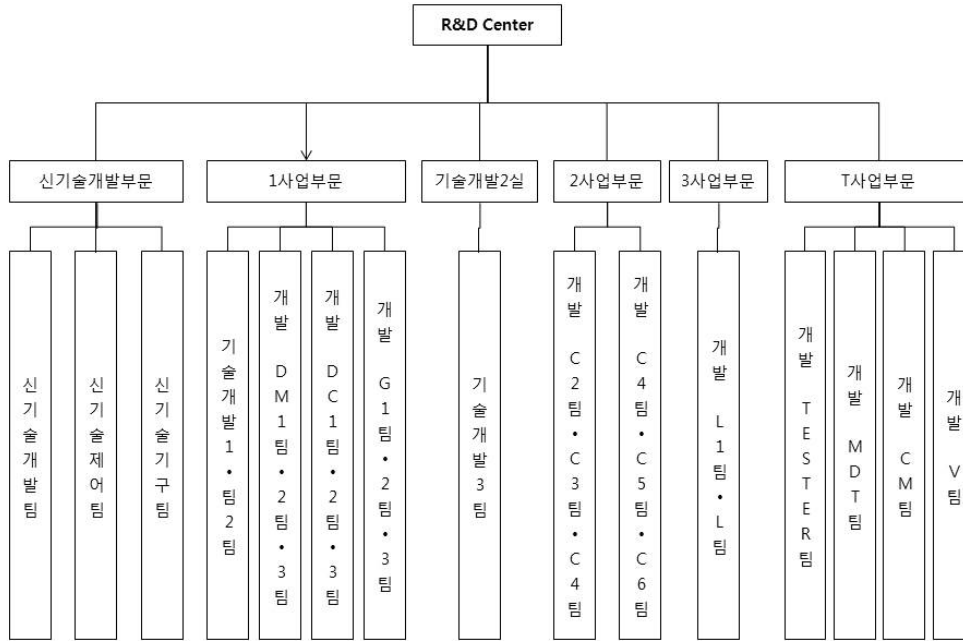 R&D Center
신기술개발부문
1사업부문
기술개발2실
2사업부문
3사업부문
T사업부문
신기술개발팀
신기술제어팀
신기술기구팀
기술개발1•팀2팀
개발 DM1팀•2팀•3팀
개발 DC1팀•2팀•3팀
개발 G1팀•2팀•3팀
기술개발3팀
개발 C2팀•C3팀•C4팀
개발 C4팀•C5팀•C6팀
개발 L1팀•L팀
개발 TESTER팀
개발 MDT팀
개발 CM팀
개발 V팀